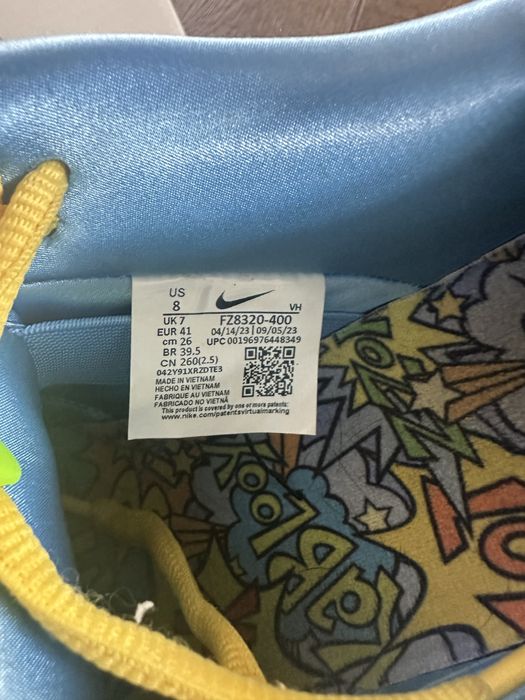 US
8
VH
UK 7
FZ8320-400
EUR 41
04/14/23 | 09/05/23
cm 26
UPC 00196976448349
BR 39.5
CN 260(2.5)
042Y91XRZDTE3
MADE IN VIETNAM
HECHO EN VIETNAM
FABRIQUE AU VIETNAM
FABRICADO NO VIETNÃ
This product is covered by one or more patents:
www.nike.com/patentsvirtualmarking